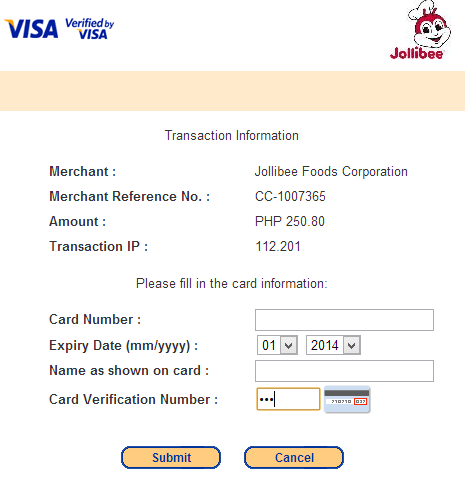 VISA Verified by VISA
Jollibee
Transaction Information
Merchant : Jollibee Foods Corporation
Merchant Reference No. : CC-1007365
Amount : PHP 250.80
Transaction IP : 112.201
Please fill in the card information:
Card Number :
Expiry Date (mm/yyyy) : 01 2014
Name as shown on card :
Card Verification Number : •••
Submit Cancel